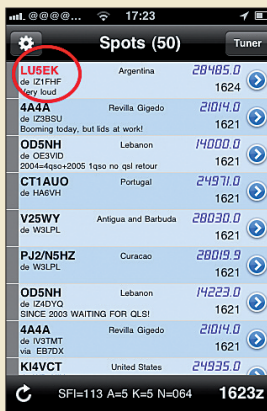 @@@@... 17:23
Spots (50)
Tuner
LU5EK Argentina 28485.0
de IZ1FHF 1624
Very loud
4A4A Revilla Gigedo 21014.0
de IZ3BSU 1621
Booming today, but lids at work!
OD5NH Lebanon 14000.0
de OE3VID 1621
2004=4qso+2005 1qso no qsl retour
CT1AUO Portugal 24971.0
de HA6VH 1621
V25WY Antigua and Barbuda 28030.0
de W3LPL 1621
PJ2/N5HZ Curacao 28019.9
de W3LPL 1621
OD5NH Lebanon 14223.0
de IZ4DYQ 1621
SINCE 2003 WAITING FOR QLS!
4A4A Revilla Gigedo 21014.0
de IV3TMT 1621
via EB7DX
KI4VCT United States 24935.0
SFI=113 A=5 K=5 N=064 1623z